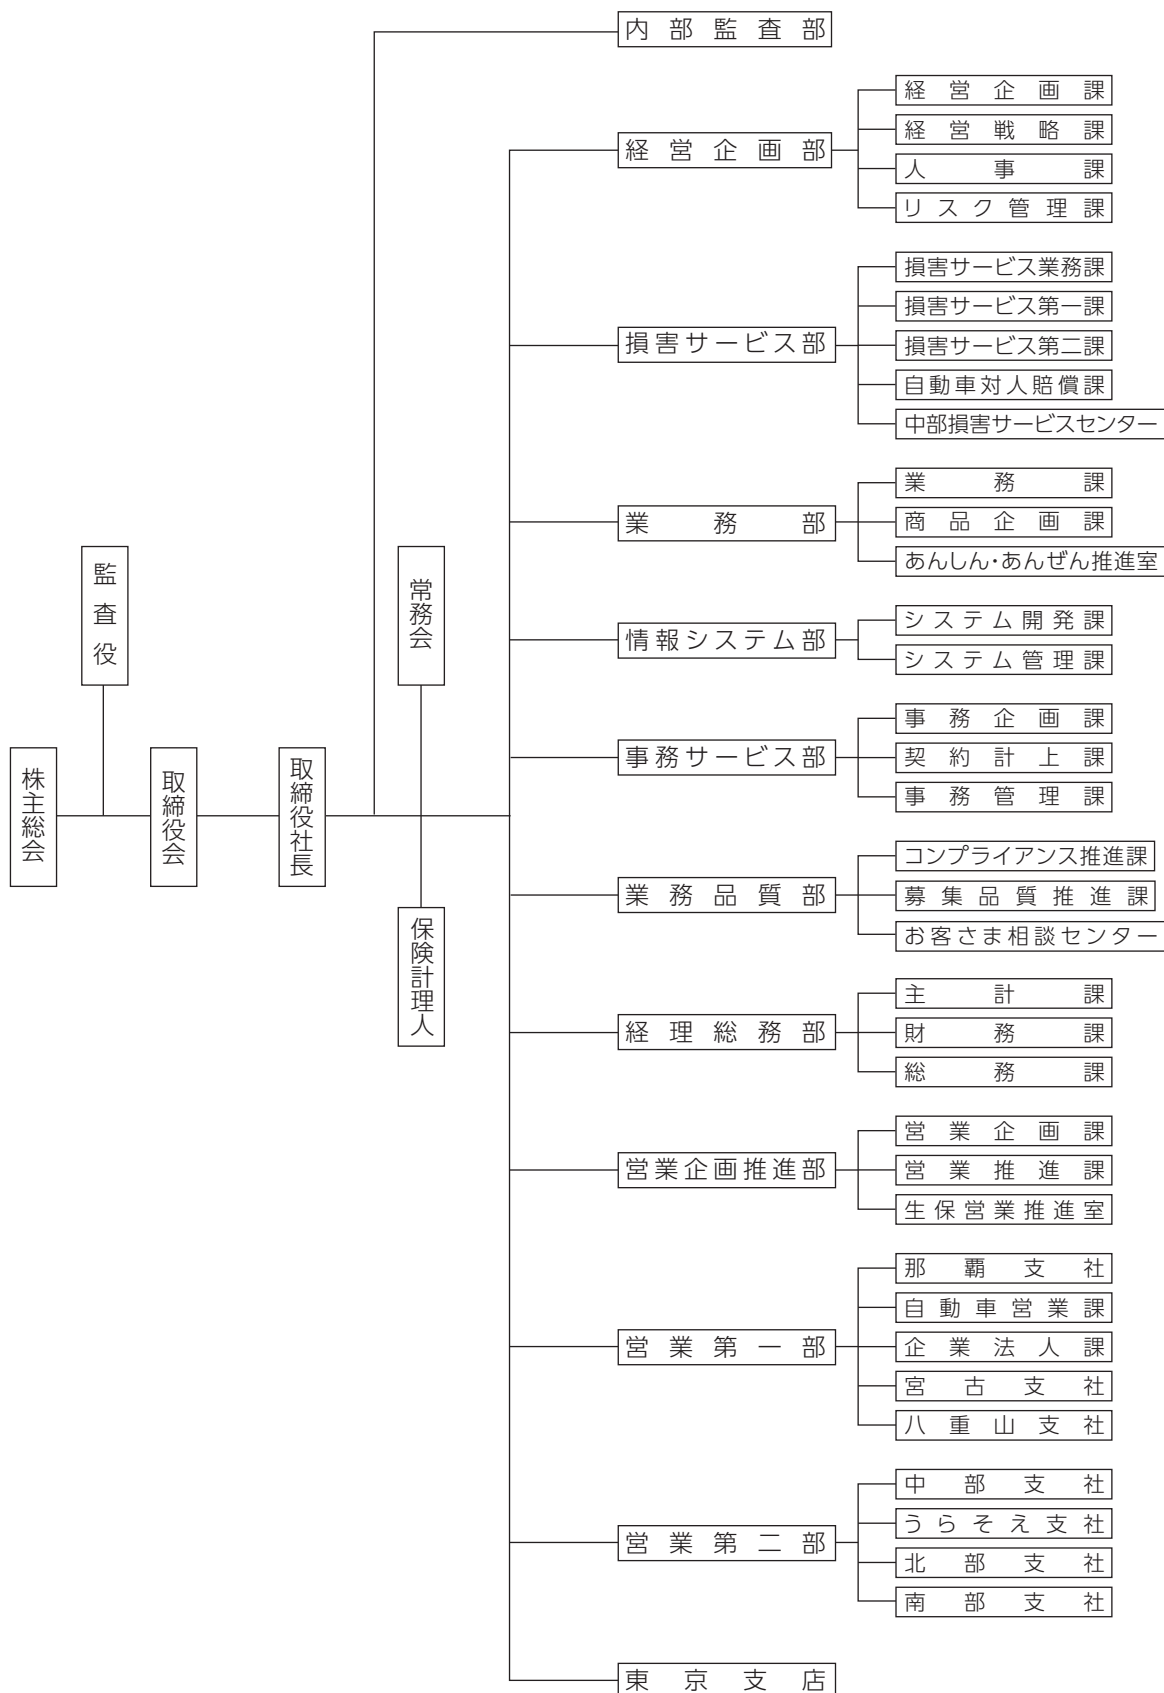 株主総会
監査役
取締役会
取締役社長
常務会
保険計理人
内部監査部
経営企画部
経営企画課
経営戦略課
人事課
リスク管理課
損害サービス部
損害サービス業務課
損害サービス第一課
損害サービス第二課
自動車対人賠償課
中部損害サービスセンター
業務部
業務課
商品企画課
あんしん・あんぜん推進室
情報システム部
システム開発課
システム管理課
事務サービス部
事務企画課
契約計上課
事務管理課
業務品質部
コンプライアンス推進課
募集品質推進課
お客さま相談センター
経理総務部
主計課
財務課
総務課
営業企画推進部
営業企画課
営業推進課
生保営業推進室
営業第一部
那覇支社
自動車営業課
企業法人課
宮古支社
八重山支社
営業第二部
中部支社
うらそえ支社
北部支社
南部支社
東京支店